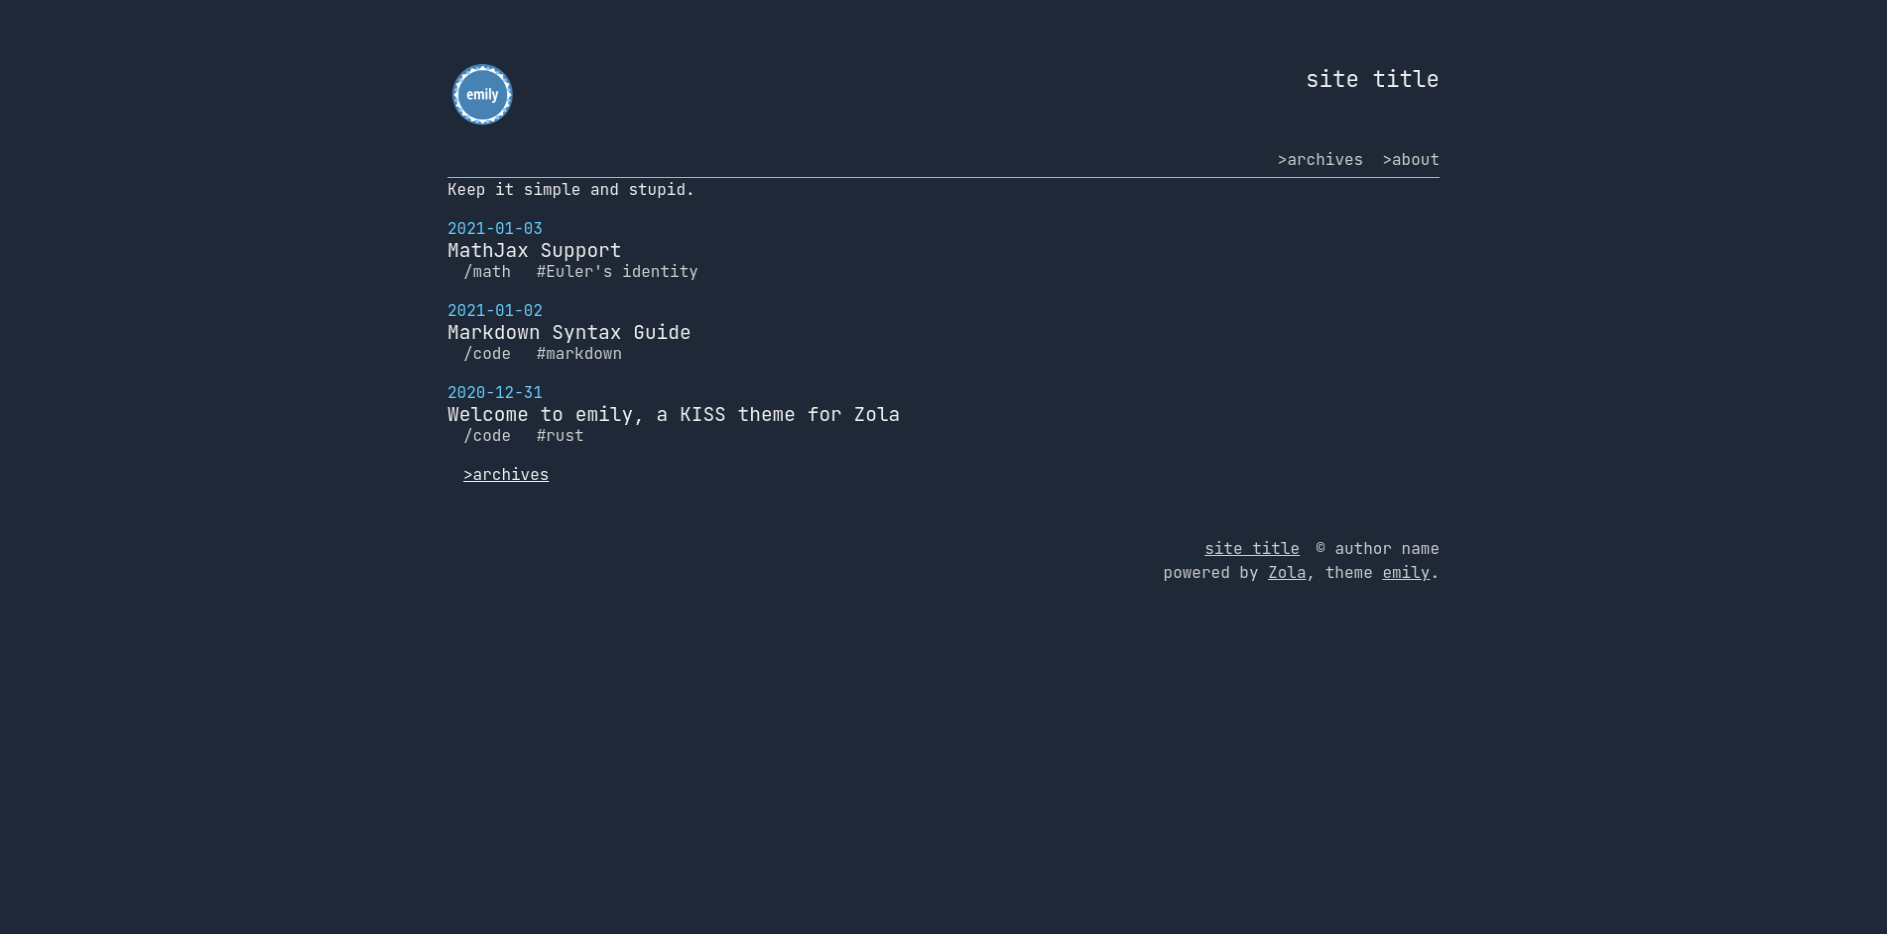 emily
site title
>archives >about
Keep it simple and stupid.
2021-01-03
MathJax Support
/math #Euler's identity
2021-01-02
Markdown Syntax Guide
/code #markdown
2020-12-31
Welcome to emily, a KISS theme for Zola
/code #rust
>archives
site title © author name
powered by Zola, theme emily.